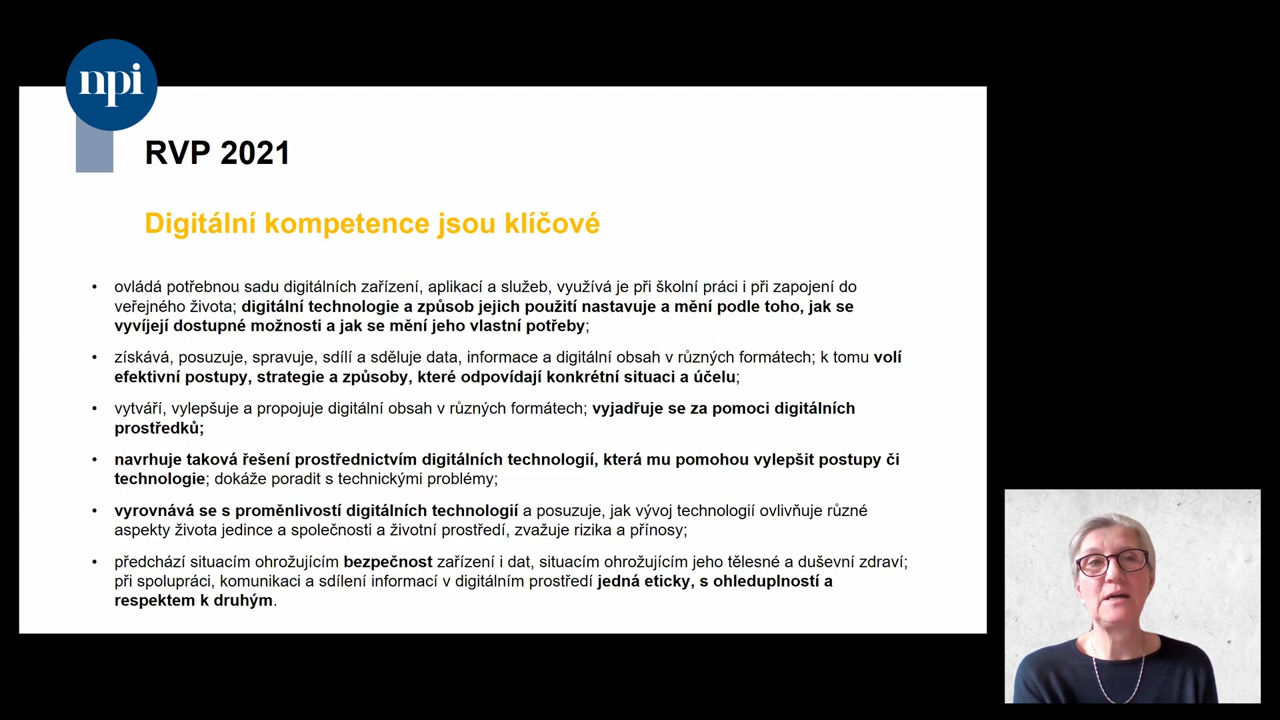 npi
RVP 2021
Digitální kompetence jsou klíčové
• ovládá potřebnou sadu digitálních zařízení, aplikací a služeb, využívá je při školní práci i při zapojení do
veřejného života; digitální technologie a způsob jejich použití nastavuje a mění podle toho, jak se
vyvíjejí dostupné možnosti a jak se mění jeho vlastní potřeby;
• získává, posuzuje, spravuje, sdílí a sděluje data, informace a digitální obsah v různých formátech; k tomu volí
efektivní postupy, strategie a způsoby, které odpovídají konkrétní situaci a účelu;
• vytváří, vylepšuje a propojuje digitální obsah v různých formátech; vyjadřuje se za pomoci digitálních
prostředků;
• navrhuje taková řešení prostřednictvím digitálních technologií, která mu pomohou vylepšit postupy či
technologie; dokáže poradit s technickými problémy;
• vyrovnává se s proměnlivostí digitálních technologií a posuzuje, jak vývoj technologií ovlivňuje různé
aspekty života jedince a společnosti a životní prostředí, zvažuje rizika a přínosy;
• předchází situacím ohrožujícím bezpečnost zařízení i dat, situacím ohrožujícím jeho tělesné a duševní zdraví;
při spolupráci, komunikaci a sdílení informací v digitálním prostředí jedná eticky, s ohleduplností a
respektem k druhým.